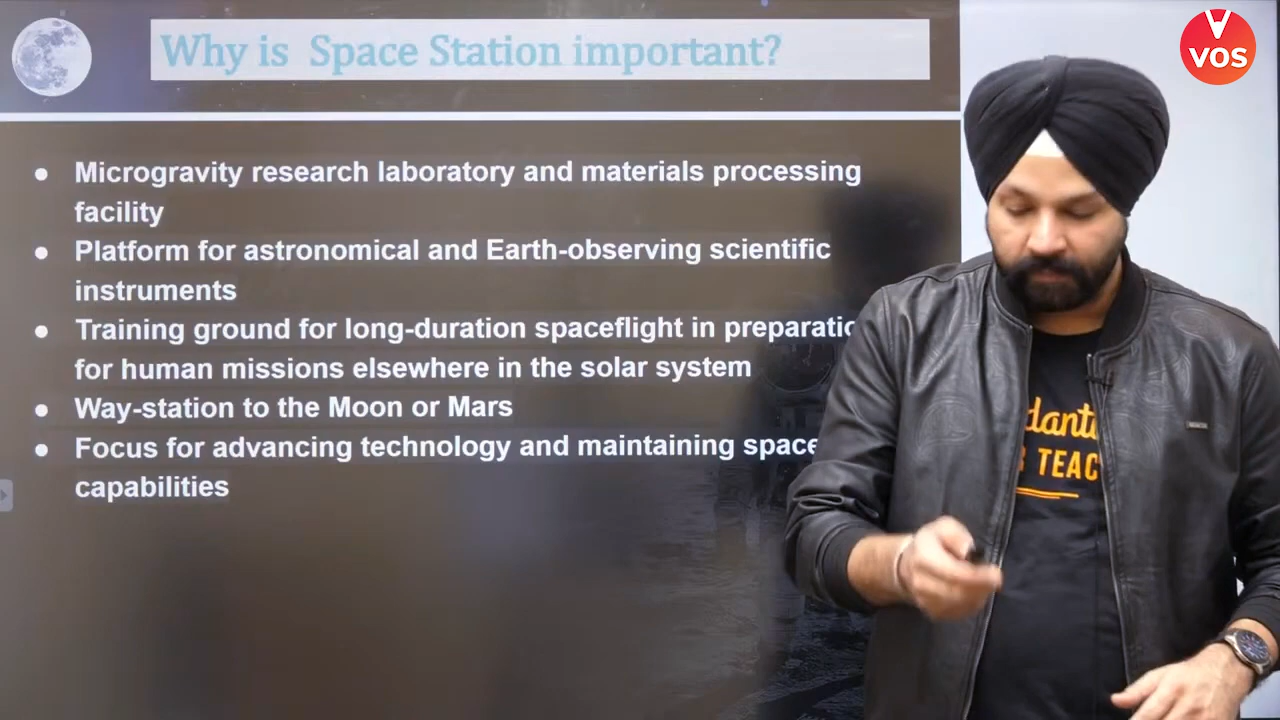 Why is Space Station important?
VOS
● Microgravity research laboratory and materials processing
facility
● Platform for astronomical and Earth-observing scientific
instruments
● Training ground for long-duration spaceflight in
for human missions elsewhere in the solar system
● Way-station to the Moon or Mars
● Focus for advancing technology and maintaining space
capabilities